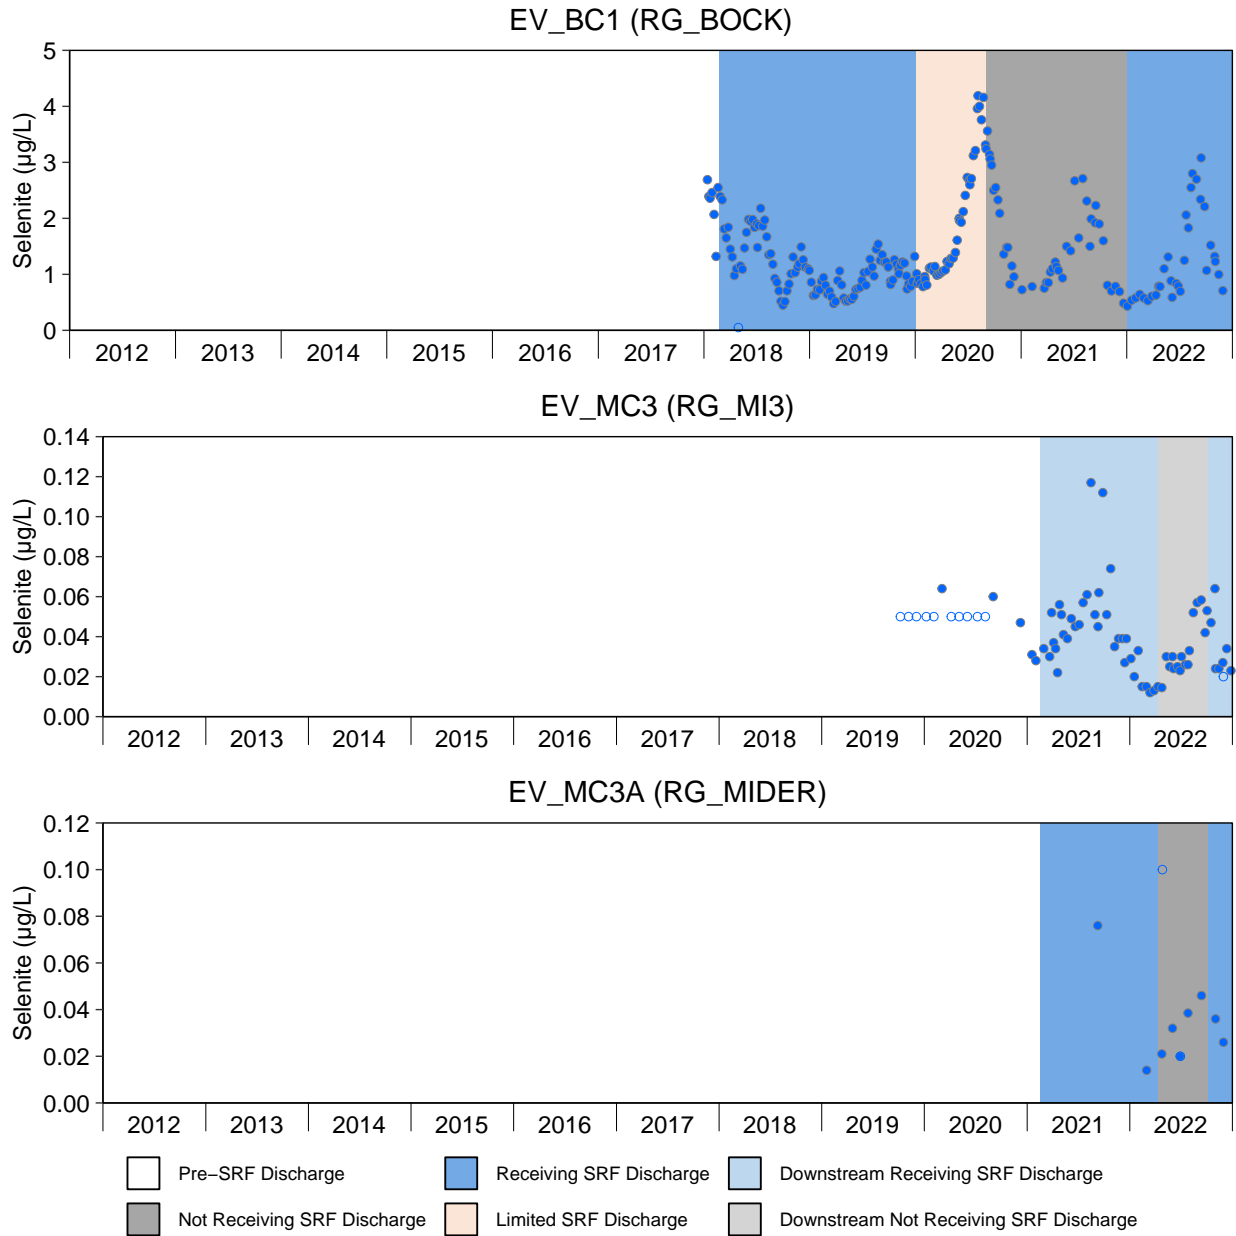 EV_BC1 (RG_BOCK)
Selenite (µg/L)
5
4
3
2
1
0
2012 2013 2014 2015 2016 2017 2018 2019 2020 2021 2022
EV_MC3 (RG_MI3)
Selenite (µg/L)
0.14
0.12
0.10
0.08
0.06
0.04
0.02
0.00
2012 2013 2014 2015 2016 2017 2018 2019 2020 2021 2022
EV_MC3A (RG_MIDER)
Selenite (µg/L)
0.12
0.10
0.08
0.06
0.04
0.02
0.00
2012 2013 2014 2015 2016 2017 2018 2019 2020 2021 2022
Pre−SRF Discharge Receiving SRF Discharge Downstream Receiving SRF Discharge
Not Receiving SRF Discharge Limited SRF Discharge Downstream Not Receiving SRF Discharge